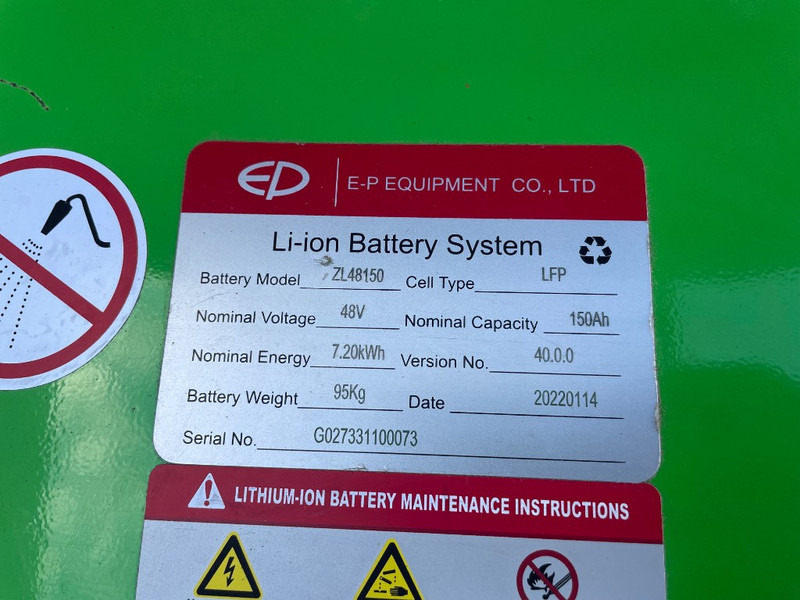 EP E-P EQUIPMENT CO., LTD
Li-ion Battery System
Battery Model ZL48150 Cell Type LFP
Nominal Voltage 48V Nominal Capacity 150Ah
Nominal Energy 7.20kWh Version No. 40.0.0
Battery Weight 95Kg Date 20220114
Serial No. G027331100073
LITHIUM-ION BATTERY MAINTENANCE INSTRUCTIONS